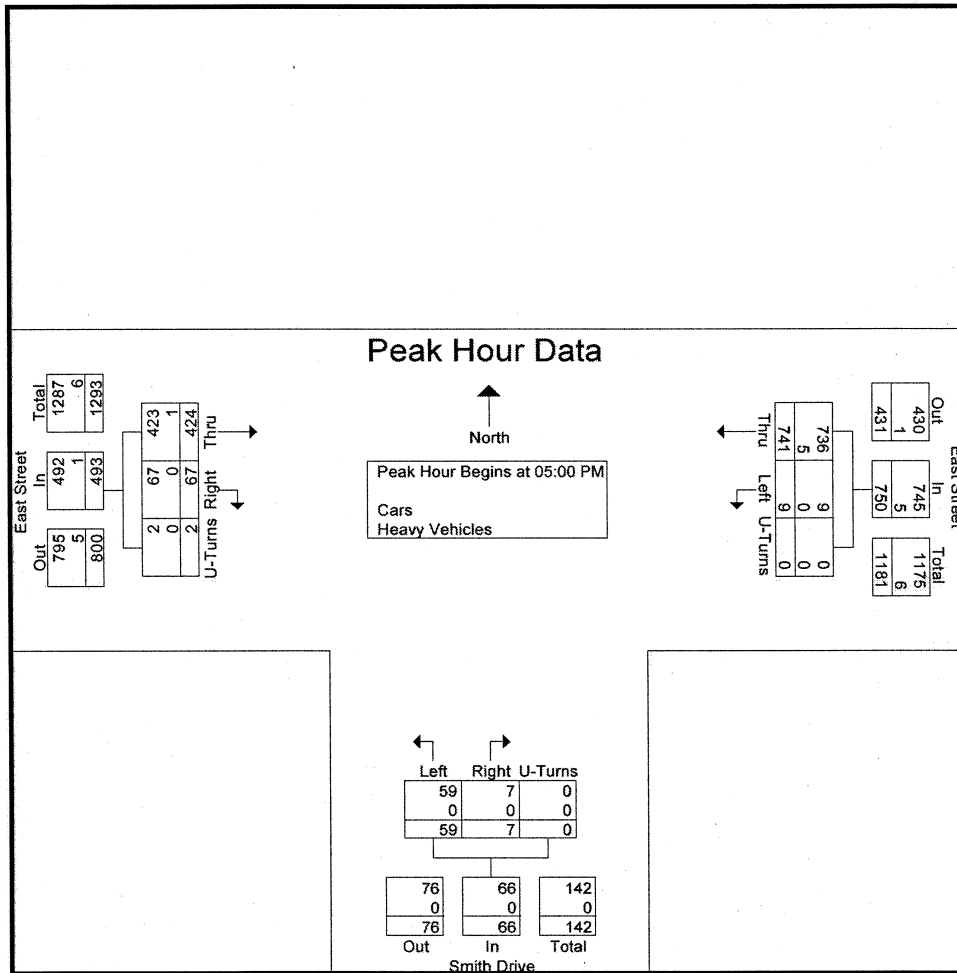 Peak Hour Data
North
Peak Hour Begins at 05:00 PM
Cars
Heavy Vehicles
East Street
Total
1287 6 1293
In
492 1 493
Out
795 5 800
Thru
423 1 424
Right
67 0 67
U-Turns
2 0 2
Out
430 1 431
In
745 5 750
Total
1175 6 1181
East Street
Thru
736 5 741
Left
9 0 9
U-Turns
0 0 0
Left Right U-Turns
59 7 0
0 0 0
59 7 0
76 66 142
0 0 0
76 66 142
Out In Total
Smith Drive